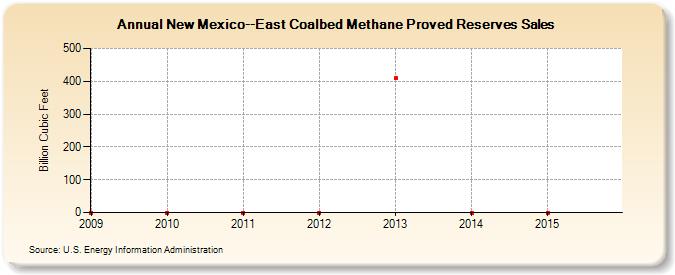 Annual New Mexico--East Coalbed Methane Proved Reserves Sales
Billion Cubic Feet
500
400
300
200
100
0
2009 2010 2011 2012 2013 2014 2015
Source: U.S. Energy Information Administration